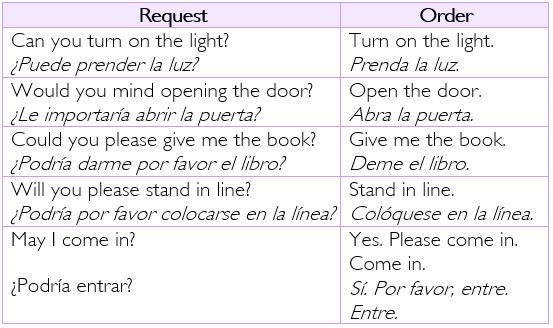 Request
Order
Can you turn on the light?
¿Puede prender la luz?
Turn on the light.
Prenda la luz.
Would you mind opening the door?
¿Le importaría abrir la puerta?
Open the door.
Abra la puerta.
Could you please give me the book?
¿Podría darme por favor el libro?
Give me the book.
Deme el libro.
Will you please stand in line?
¿Podría por favor colocarse en la línea?
Stand in line.
Colóquese en la línea.
May I come in?
¿Podría entrar?
Yes. Please come in.
Come in.
Sí. Por favor, entre.
Entre.